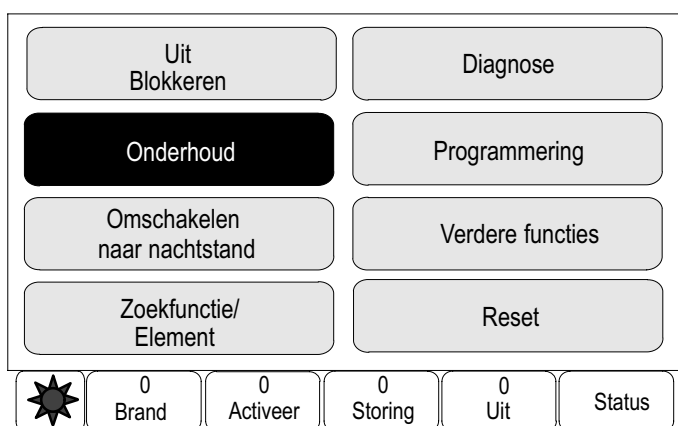 Uit
Blokkeren
Diagnose
Onderhoud
Programmering
Omschakelen
naar nachtstand
Verdere functies
Zoekfunctie/
Element
Reset
0
Brand
0
Activeer
0
Storing
0
Uit
Status